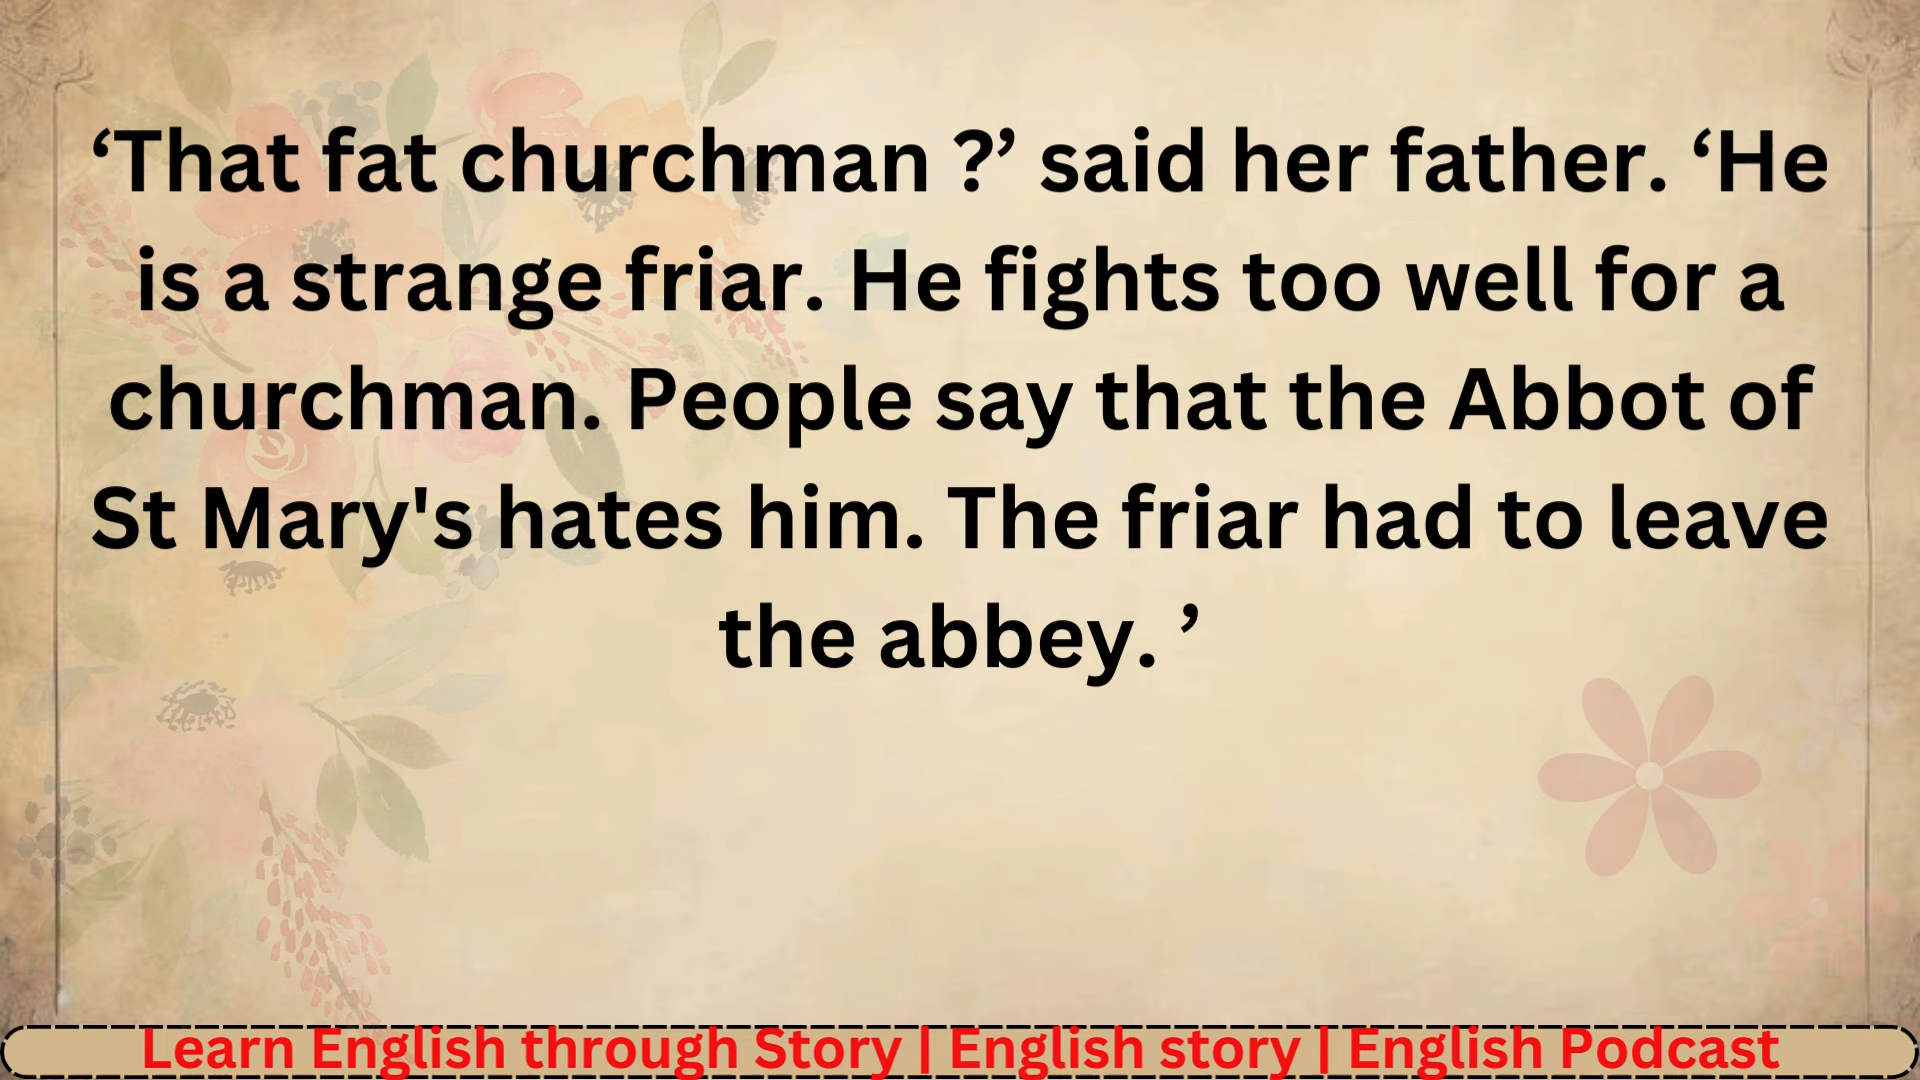 ‘That fat churchman ?’ said her father. ‘He
is a strange friar. He fights too well for a
churchman. People say that the Abbot of
St Mary's hates him. The friar had to leave
the abbey. ’
Learn English through Story | English story | English Podcast